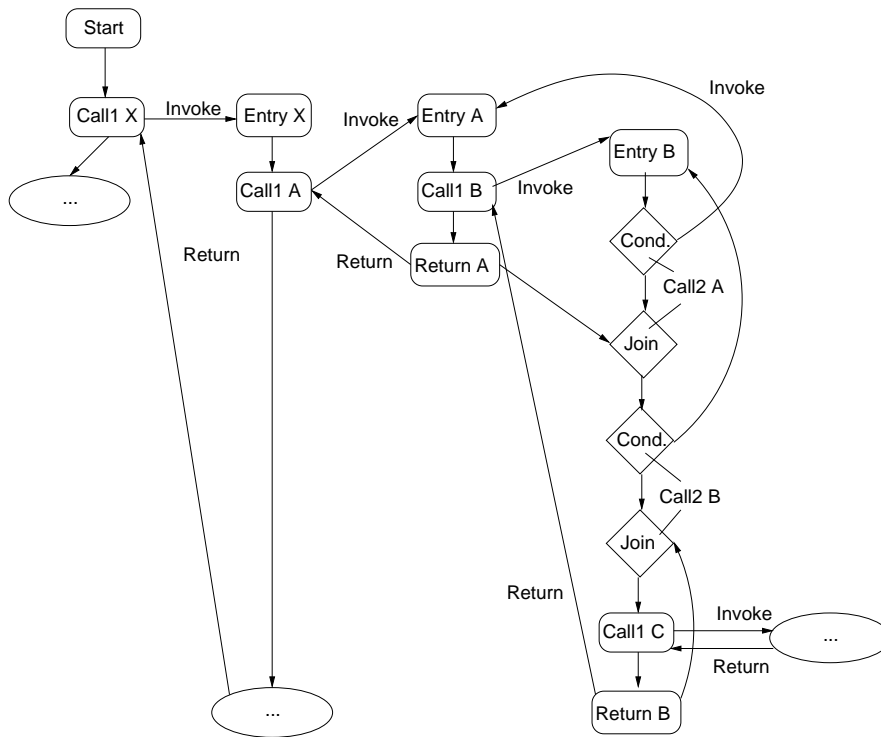 Start
Call1 X
Invoke
Entry X
Invoke
Entry A
Invoke
Entry B
...
Call1 A
Call1 B
Invoke
Return
Return
Return A
Cond.
Call2 A
Join
Cond.
Call2 B
Join
Return
Call1 C
Invoke
...
Return
...
Return B